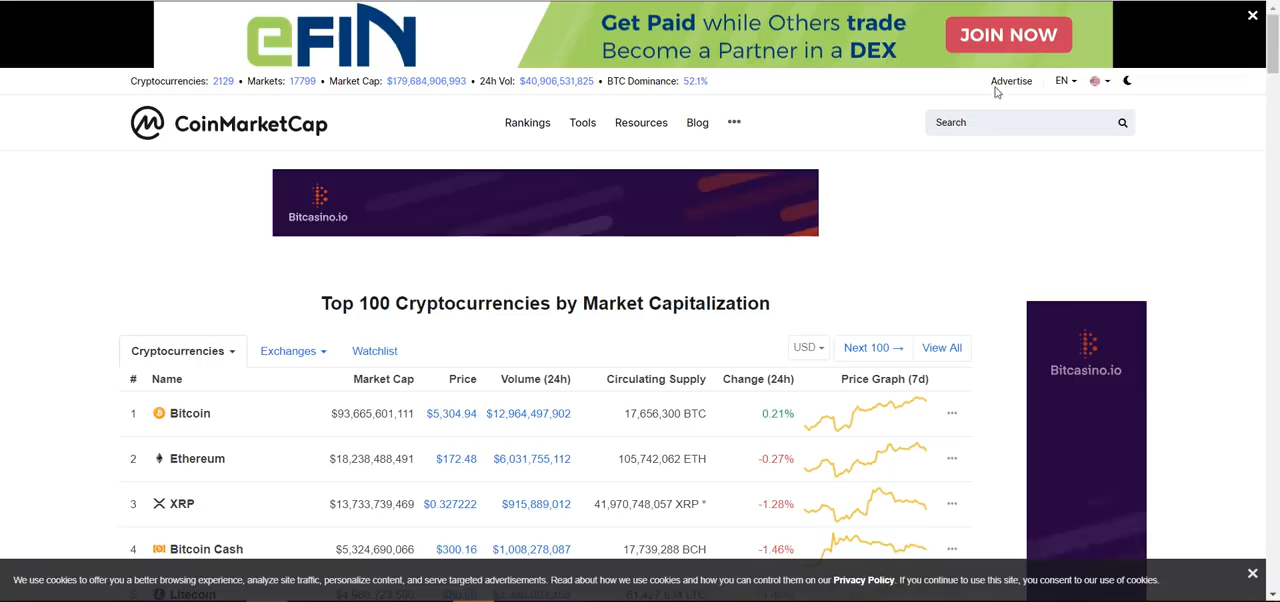 eFIN
Get Paid while Others trade
Become a Partner in a DEX
JOIN NOW
Cryptocurrencies: 2129 • Markets: 17799 • Market Cap: $179,684,906,993 • 24h Vol: $40,906,531,825 • BTC Dominance: 52.1%
Advertise EN
CoinMarketCap
Rankings Tools Resources Blog •••
Search
Bitcasino.io
Top 100 Cryptocurrencies by Market Capitalization
Cryptocurrencies Exchanges Watchlist USD Next 100 → View All
# Name Market Cap Price Volume (24h) Circulating Supply Change (24h) Price Graph (7d)
Bitcasino.io
1 Bitcoin $93,665,601,111 $5,304.94 $12,964,497,902 17,656,300 BTC 0.21%
2 Ethereum $18,238,488,491 $172.48 $6,031,755,112 105,742,062 ETH -0.27%
3 XRP $13,733,739,469 $0.327222 $915,889,012 41,970,748,057 XRP * -1.28%
4 Bitcoin Cash $5,324,690,066 $300.16 $1,008,278,087 17,739,288 BCH -1.46%
We use cookies to offer you a better browsing experience, analyze site traffic, personalize content, and serve targeted advertisements. Read about how we use cookies and how you can control them on our Privacy Policy. If you continue to use this site, you consent to our use of cookies.
Litecoin